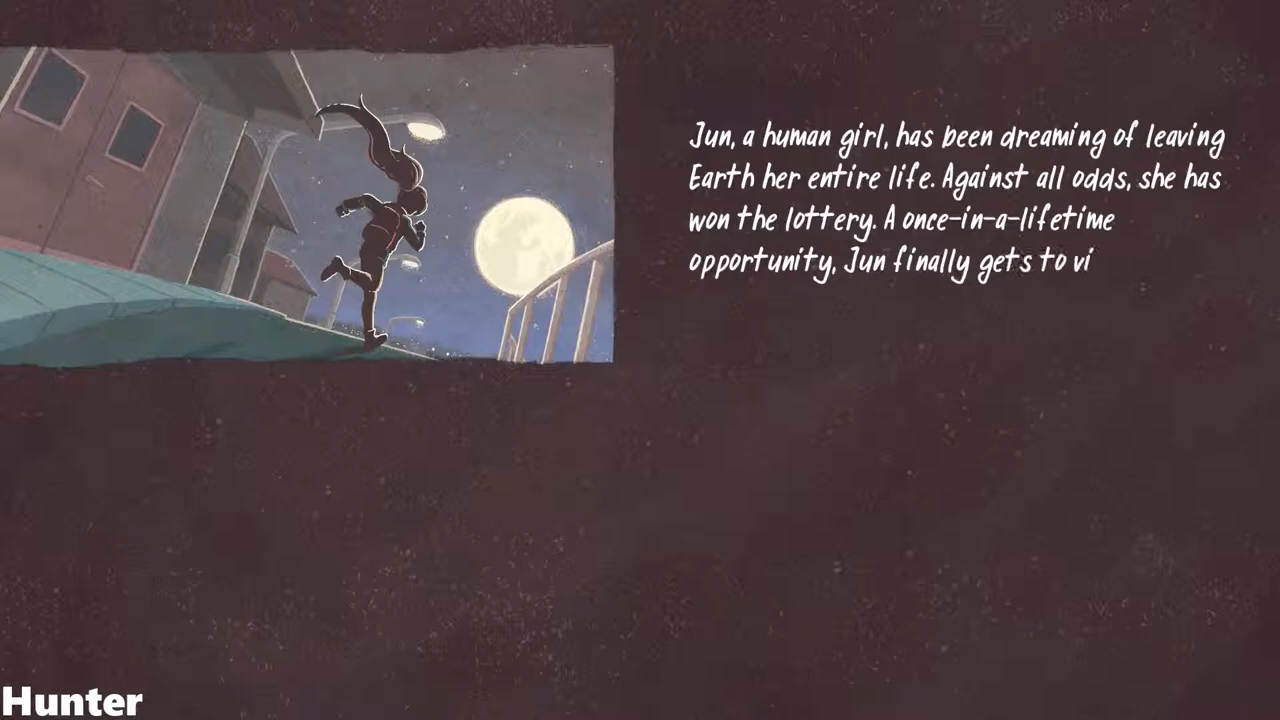 Jun, a human girl, has been dreaming of leaving
Earth her entire life. Against all odds, she has
won the lottery. A once-in-a-lifetime
opportunity, Jun finally gets to vi
Hunter